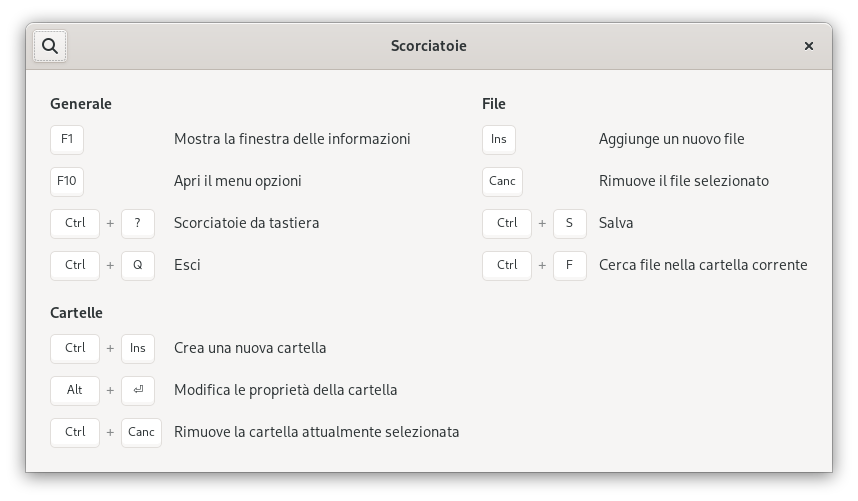 Scorciatoie
Generale
F1 Mostra la finestra delle informazioni
F10 Apri il menu opzioni
Ctrl + ? Scorciatoie da tastiera
Ctrl + Q Esci
Cartelle
Ctrl + Ins Crea una nuova cartella
Alt + ⏎ Modifica le proprietà della cartella
Ctrl + Canc Rimuove la cartella attualmente selezionata
File
Ins Aggiunge un nuovo file
Canc Rimuove il file selezionato
Ctrl + S Salva
Ctrl + F Cerca file nella cartella corrente